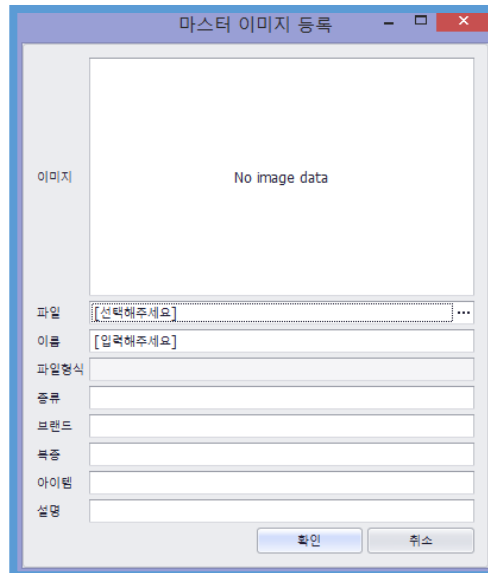 마스터 이미지 등록
이미지
No image data
파일 [선택해주세요] ...
이름 [입력해주세요]
파일형식
종류
브랜드
복종
아이템
설명
확인 취소